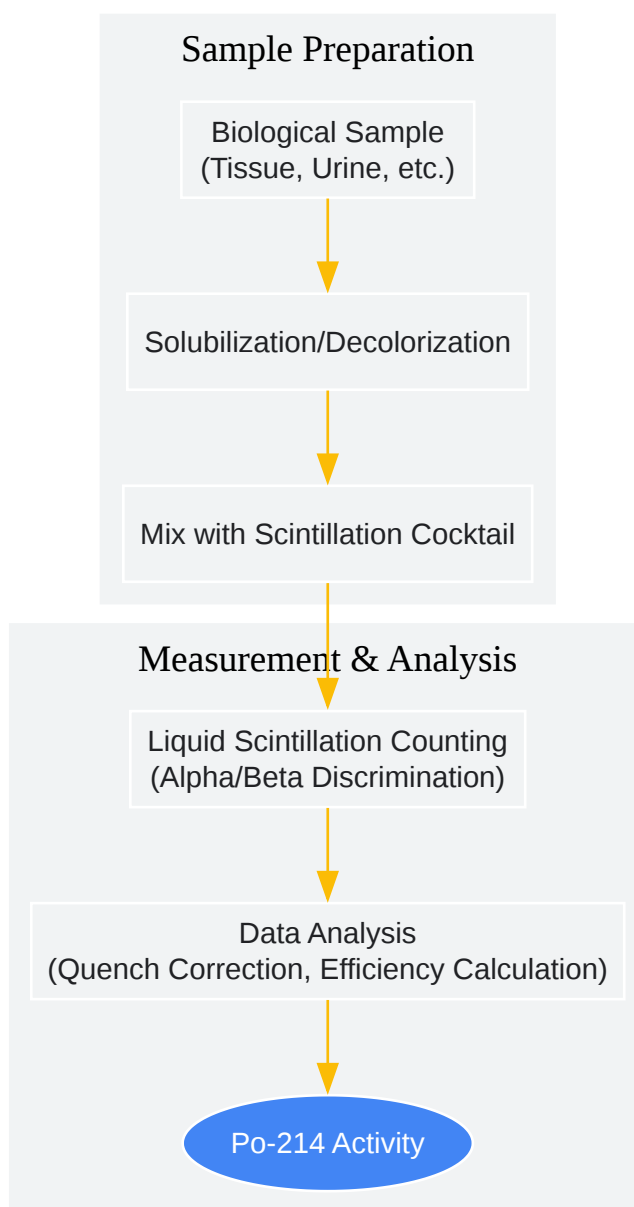 Sample Preparation
Biological Sample
(Tissue, Urine, etc.)
Solubilization/Decolorization
Mix with Scintillation Cocktail
Measurement & Analysis
Liquid Scintillation Counting
(Alpha/Beta Discrimination)
Data Analysis
(Quench Correction, Efficiency Calculation)
Po-214 Activity